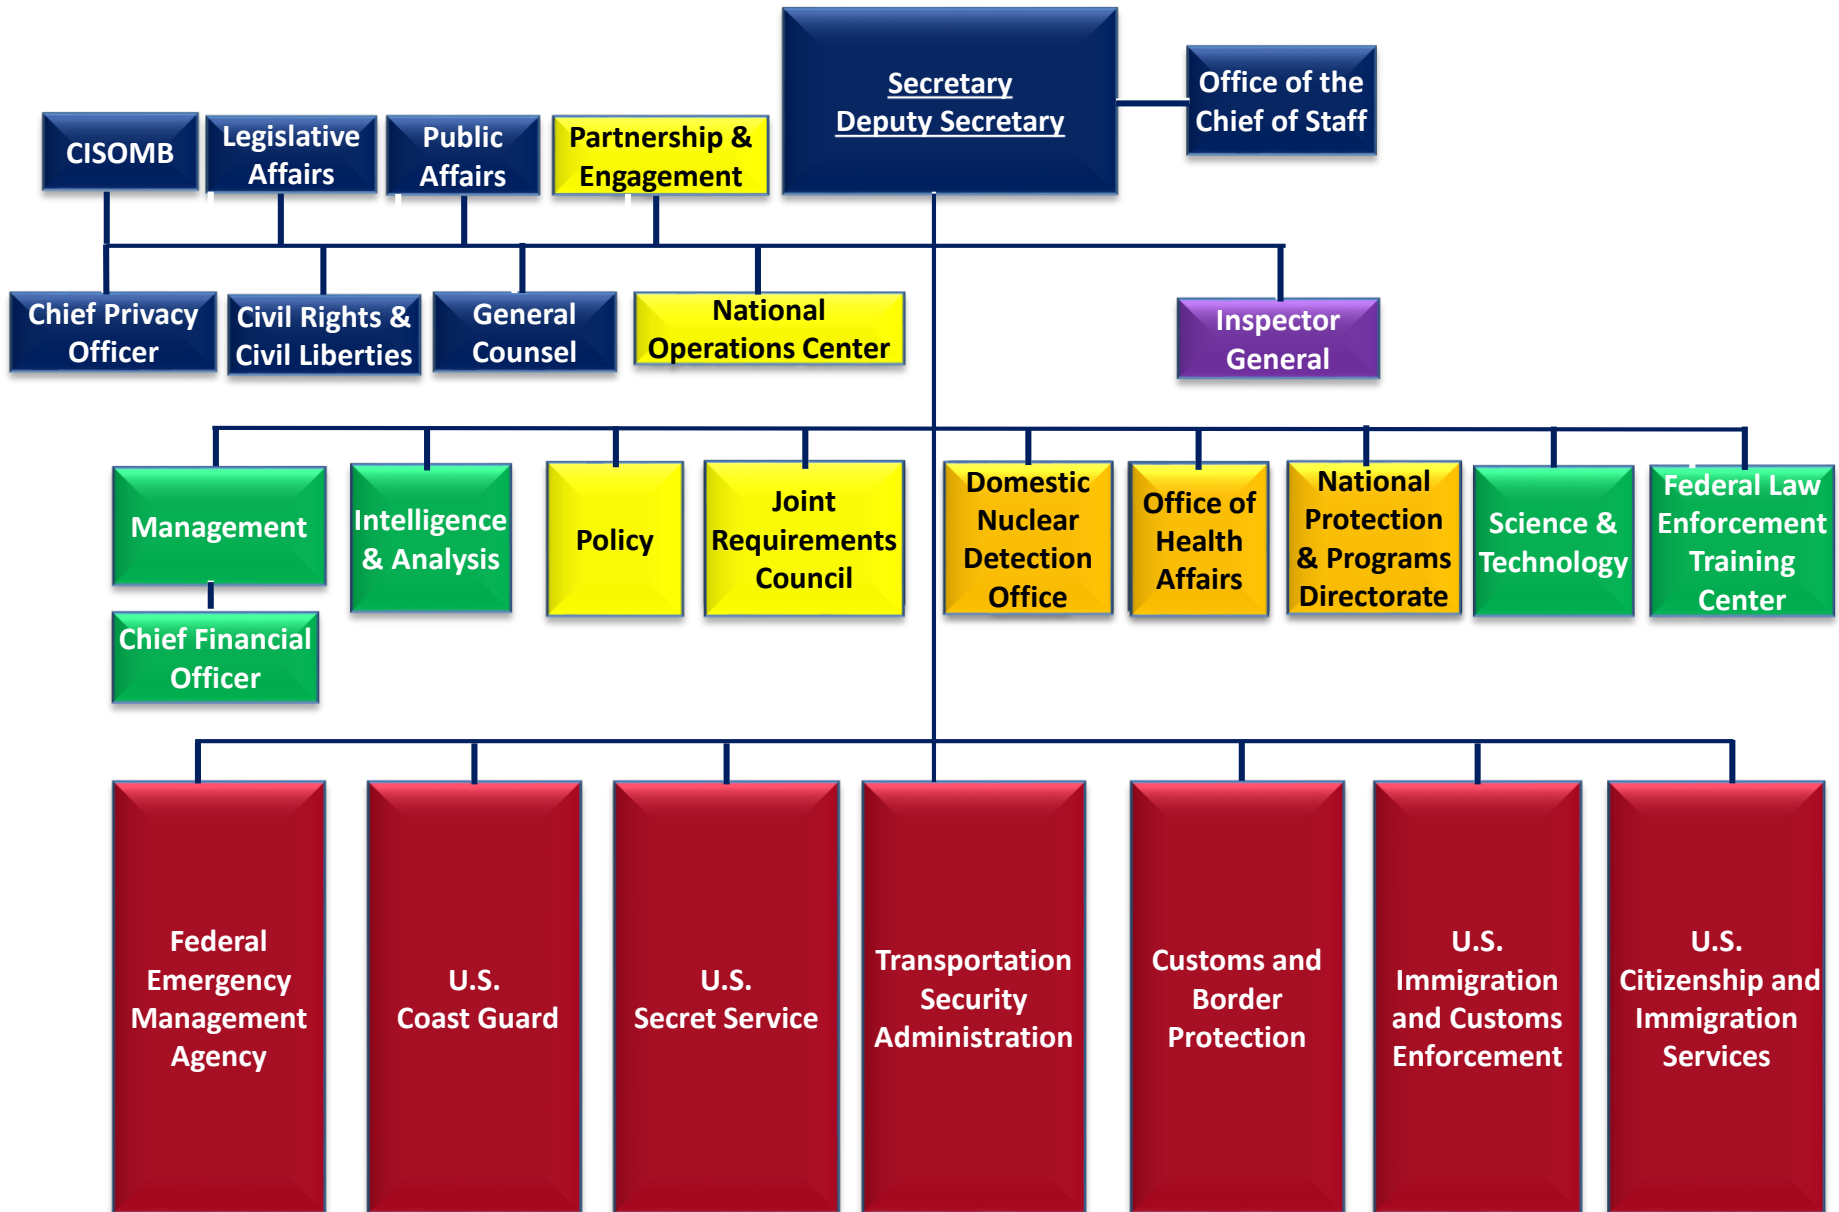 Secretary
Deputy Secretary
Office of the
Chief of Staff
CISOMB
Legislative
Affairs
Public
Affairs
Partnership &
Engagement
Chief Privacy
Officer
Civil Rights &
Civil Liberties
General
Counsel
National
Operations Center
Inspector
General
Management
Intelligence
& Analysis
Policy
Joint
Requirements
Council
Domestic
Nuclear
Detection
Office
Office of
Health
Affairs
National
Protection
& Programs
Directorate
Science &
Technology
Federal Law
Enforcement
Training
Center
Chief Financial
Officer
Federal
Emergency
Management
Agency
U.S.
Coast Guard
U.S.
Secret Service
Transportation
Security
Administration
Customs and
Border
Protection
U.S.
Immigration
and Customs
Enforcement
U.S.
Citizenship and
Immigration
Services